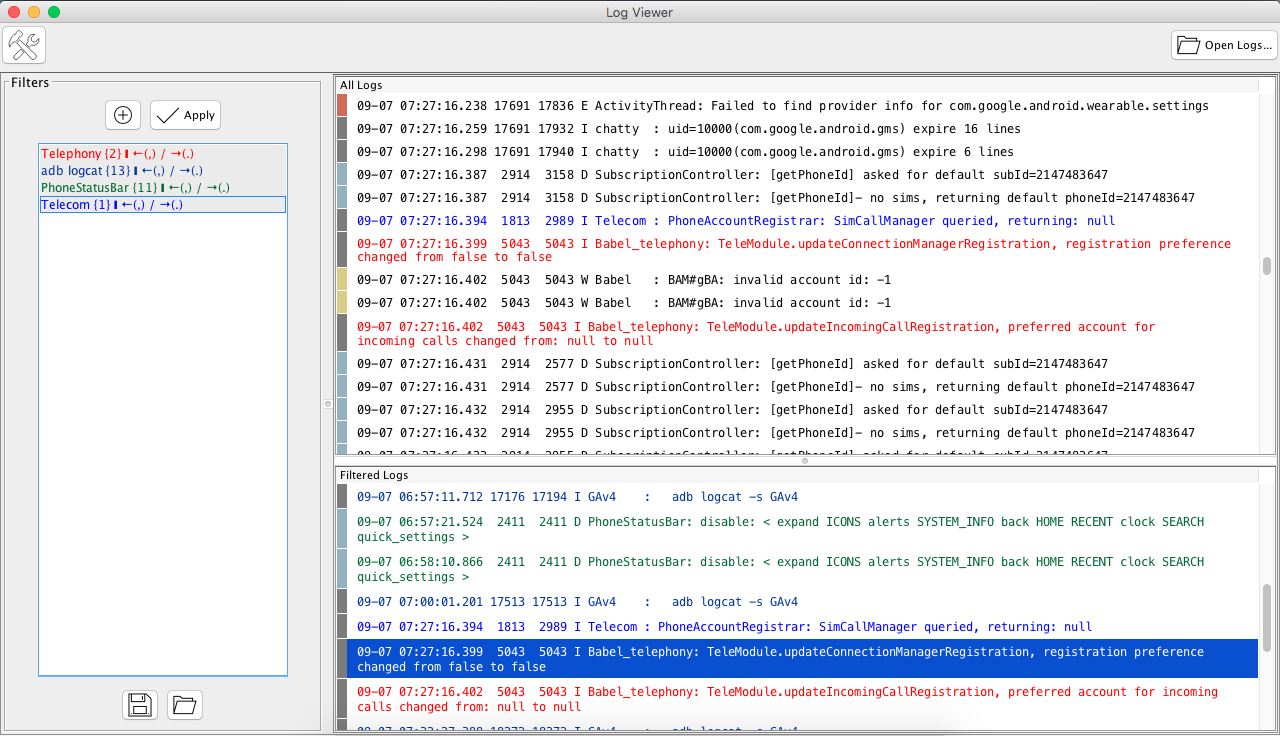 Log Viewer
Open Logs...
Filters
Apply
Telephony {2} ←(,) / →(.)
adb logcat {13} ←(,) / →(.)
PhoneStatusBar {11} ←(,) / →(.)
Telecom {1} ←(,) / →(.)
All Logs
09-07 07:27:16.238 17691 17836 E ActivityThread: Failed to find provider info for com.google.android.wearable.settings
09-07 07:27:16.259 17691 17932 I chatty  : uid=10000(com.google.android.gms) expire 16 lines
09-07 07:27:16.298 17691 17940 I chatty  : uid=10000(com.google.android.gms) expire 6 lines
09-07 07:27:16.387  2914  3158 D SubscriptionController: [getPhoneId] asked for default subId=2147483647
09-07 07:27:16.387  2914  3158 D SubscriptionController: [getPhoneId]- no sims, returning default phoneId=2147483647
09-07 07:27:16.394  1813  2989 I Telecom : PhoneAccountRegistrar: SimCallManager queried, returning: null
09-07 07:27:16.399  5043  5043 I Babel_telephony: TeleModule.updateConnectionManagerRegistration, registration preference
changed from false to false
09-07 07:27:16.402  5043  5043 W Babel   : BAM#gBA: invalid account id: -1
09-07 07:27:16.402  5043  5043 W Babel   : BAM#gBA: invalid account id: -1
09-07 07:27:16.402  5043  5043 I Babel_telephony: TeleModule.updateIncomingCallRegistration, preferred account for
incoming calls changed from: null to null
09-07 07:27:16.431  2914  2577 D SubscriptionController: [getPhoneId] asked for default subId=2147483647
09-07 07:27:16.431  2914  2577 D SubscriptionController: [getPhoneId]- no sims, returning default phoneId=2147483647
09-07 07:27:16.432  2914  2955 D SubscriptionController: [getPhoneId] asked for default subId=2147483647
09-07 07:27:16.432  2914  2955 D SubscriptionController: [getPhoneId]- no sims, returning default phoneId=2147483647
Filtered Logs
09-07 06:57:11.712 17176 17194 I GAv4    :   adb logcat -s GAv4
09-07 06:57:21.524  2411  2411 D PhoneStatusBar: disable: < expand ICONS alerts SYSTEM_INFO back HOME RECENT clock SEARCH
quick_settings >
09-07 06:58:10.866  2411  2411 D PhoneStatusBar: disable: < expand ICONS alerts SYSTEM_INFO back HOME RECENT clock SEARCH
quick_settings >
09-07 07:00:01.201 17513 17513 I GAv4    :   adb logcat -s GAv4
09-07 07:27:16.394  1813  2989 I Telecom : PhoneAccountRegistrar: SimCallManager queried, returning: null
09-07 07:27:16.399  5043  5043 I Babel_telephony: TeleModule.updateConnectionManagerRegistration, registration preference
changed from false to false
09-07 07:27:16.402  5043  5043 I Babel_telephony: TeleModule.updateIncomingCallRegistration, preferred account for incoming
calls changed from: null to null